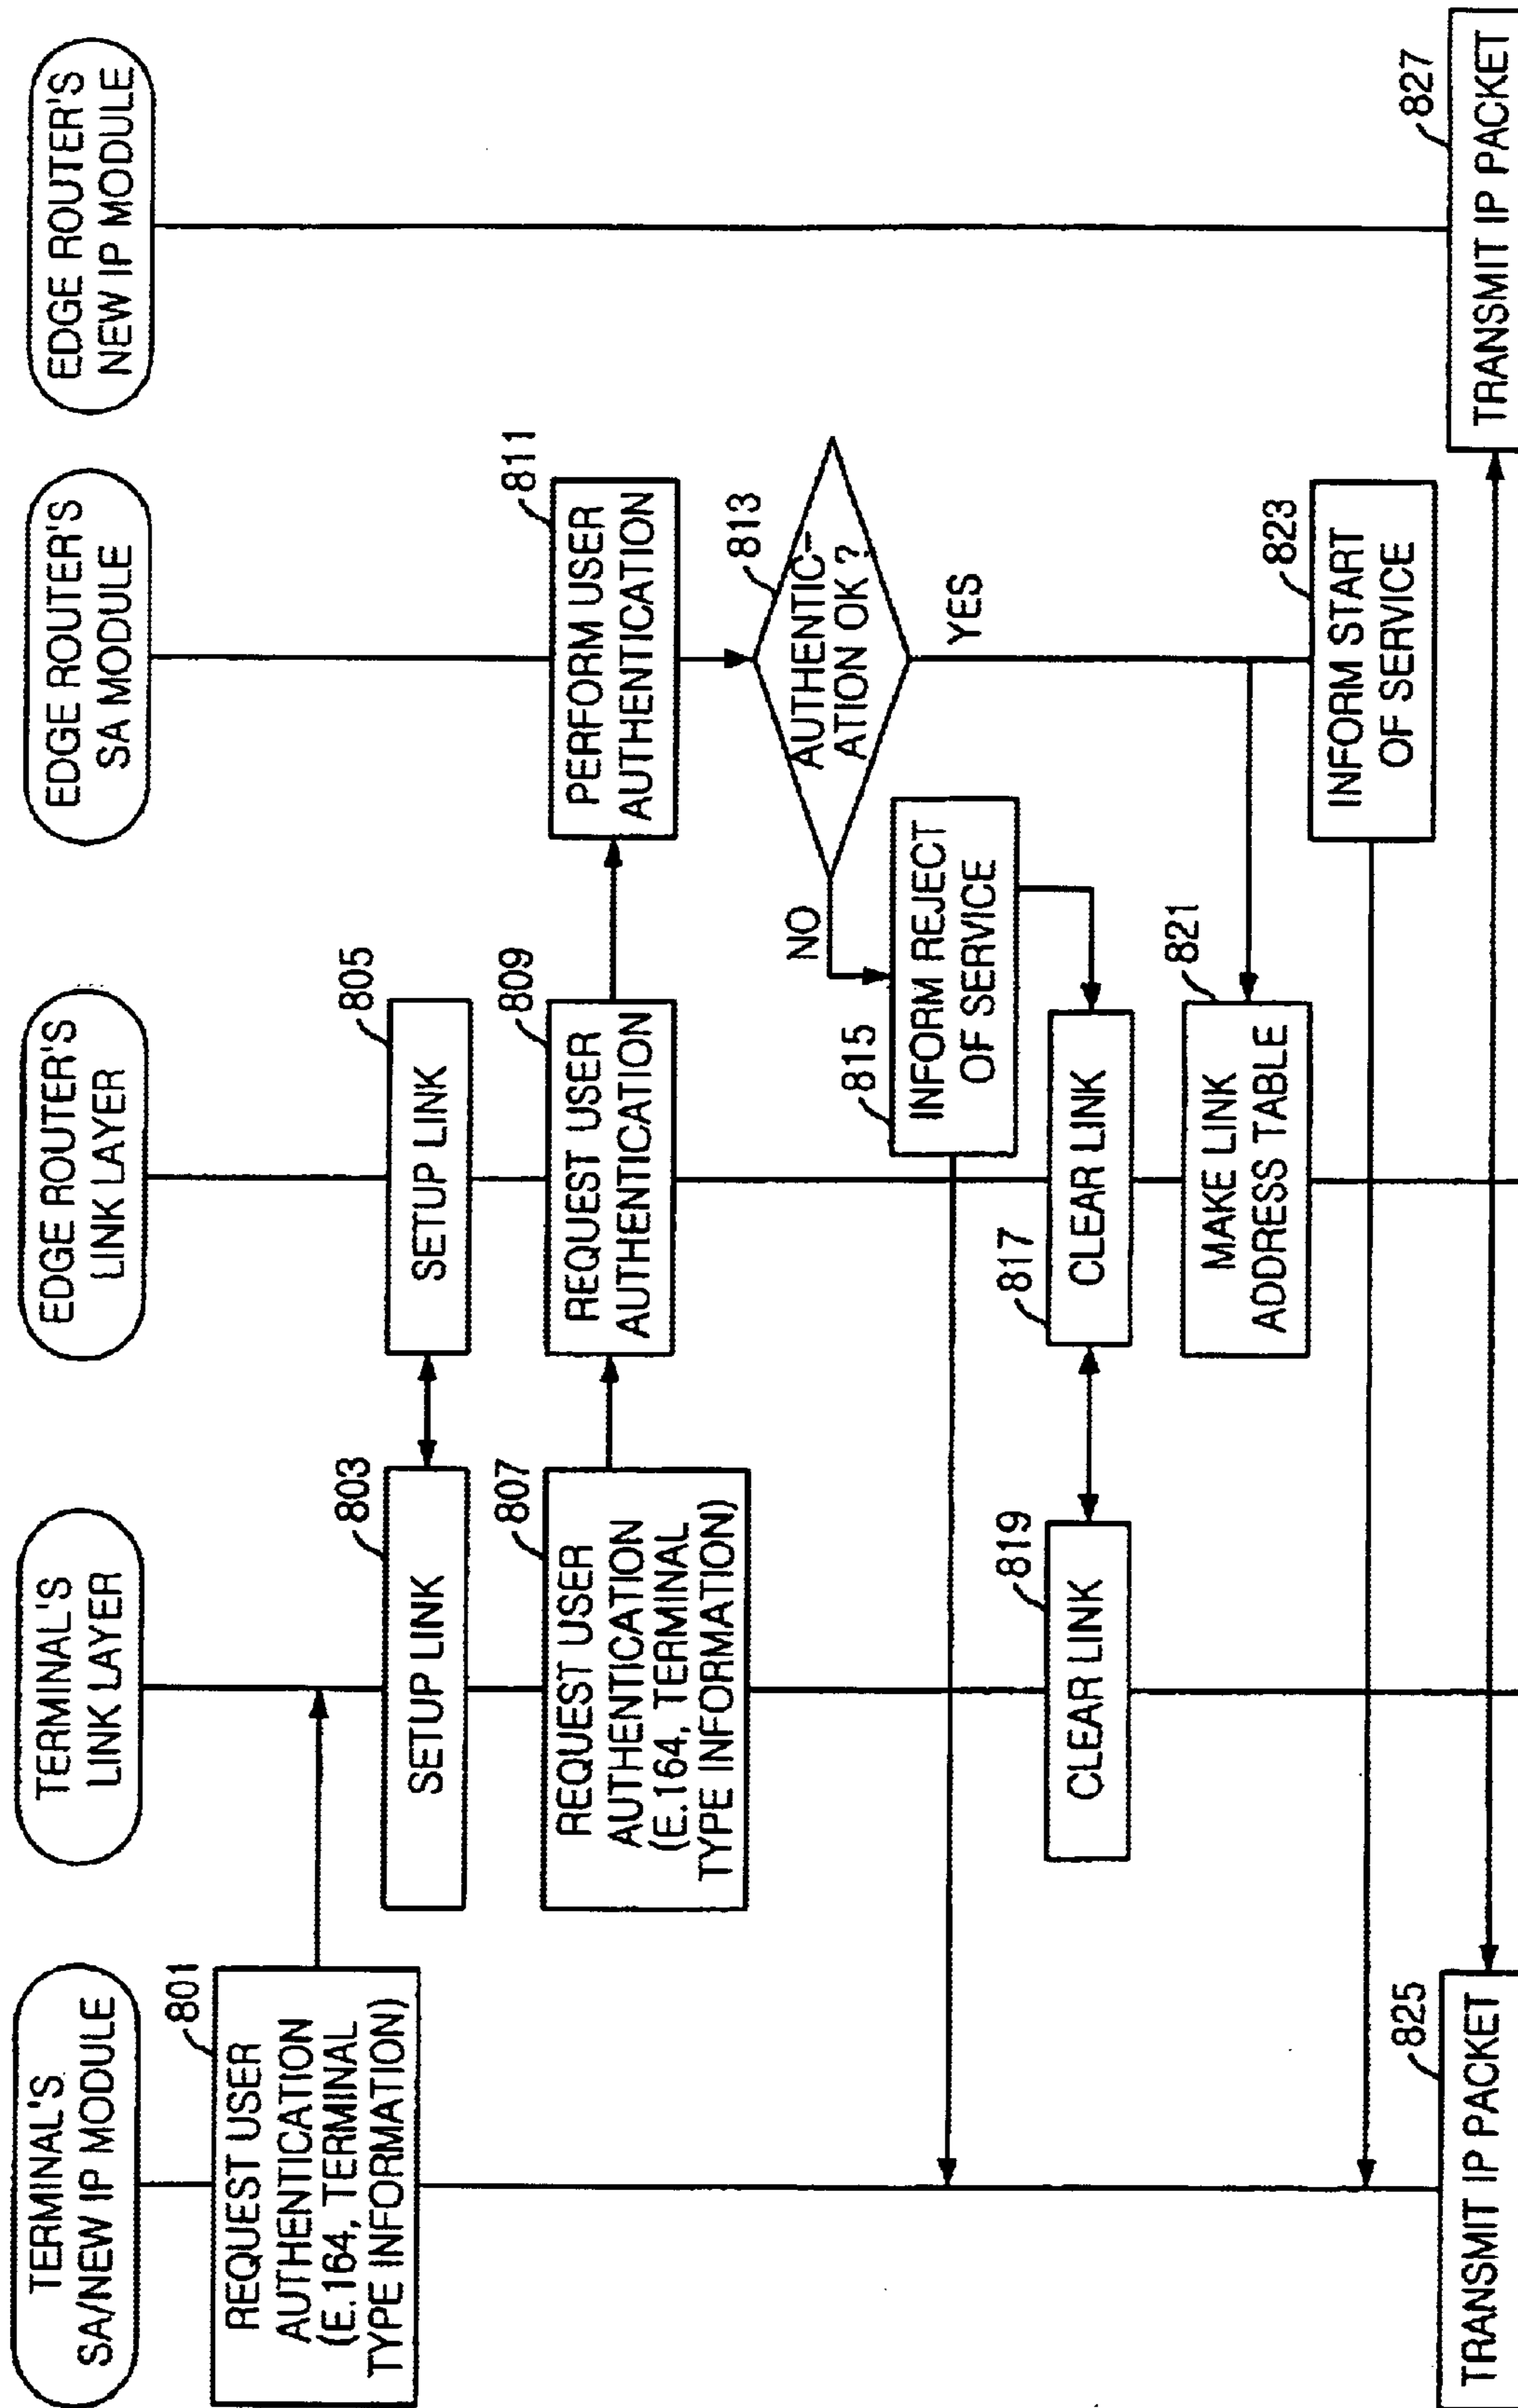 TERMINAL'S
SA/NEW IP MODULE
TERMINAL'S
LINK LAYER
EDGE ROUTER'S
LINK LAYER
EDGE ROUTER'S
SA MODULE
EDGE ROUTER'S
NEW IP MODULE
801
REQUEST USER
AUTHENTICATION
(E.164, TERMINAL
TYPE INFORMATION)
803
SETUP LINK
805
SETUP LINK
807
REQUEST USER
AUTHENTICATION
(E.164, TERMINAL
TYPE INFORMATION)
809
REQUEST USER
AUTHENTICATION
811
PERFORM USER
AUTHENTICATION
813
AUTHENTIC-
ATION OK ?
NO
YES
815
INFORM REJECT
OF SERVICE
817
CLEAR LINK
819
CLEAR LINK
821
MAKE LINK
ADDRESS TABLE
823
INFORM START
OF SERVICE
825
TRANSMIT IP PACKET
827
TRANSMIT IP PACKET